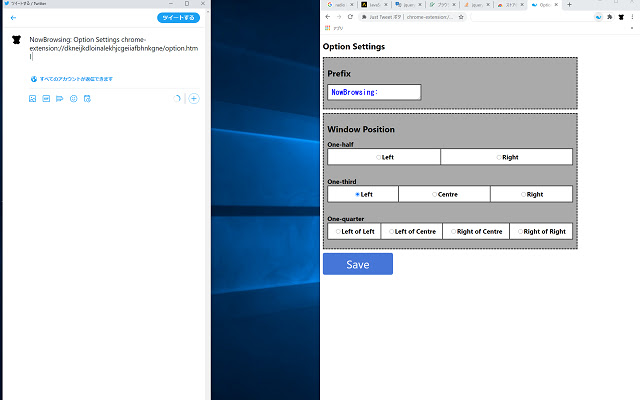 ツイートする / Twitter
ツイートする
NowBrowsing: Option Settings chrome-
extension://dkneijkdloinalekhjcgeiiafbhnkgne/option.htm
l
すべてのアカウントが返信できます
Just Tweet ボタ
chrome-extension:/...
アプリ
Option Settings
Prefix
NowBrowsing:
Window Position
One-half
Left
Right
One-third
Left
Centre
Right
One-quarter
Left of Left
Left of Centre
Right of Centre
Right of Right
Save